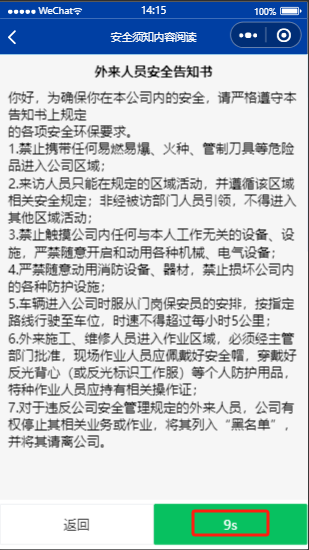 WeChat
14:15
100%
安全须知内容阅读
外来人员安全告知书
你好，为确保你在本公司内的安全，请严格遵守本
告知书上规定
的各项安全环保要求。
1.禁止携带任何易燃易爆、火种、管制刀具等危险
品进入公司区域；
2.来访人员只能在规定的区域活动，并遵循该区域
相关安全规定；非经被访部门人员引领，不得进入
其他区域活动；
3.禁止触摸公司内任何与本人工作无关的设备、设
施，严禁随意开启和动用各种机械、电气设备；
4.严禁随意动用消防设备、器材，禁止损坏公司内
的各种防护设施；
5.车辆进入公司时服从门岗保安员的安排，按指定
路线行驶至车位，时速不得超过每小时5公里；
6.外来施工、维修人员进入作业区域，必须经主管
部门批准，现场作业人员应佩戴好安全帽，穿戴好
反光背心（或反光标识工作服）等个人防护用品，
特种作业人员应持有相关操作证；
7.对于违反公司安全管理规定的外来人员，公司有
权停止其相关业务或作业，将其列入“黑名单”，
并将其请离公司。
返回
9s